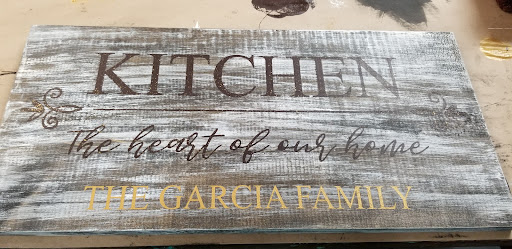 KITCHEN
The heart of our home
THE GARCIA FAMILY